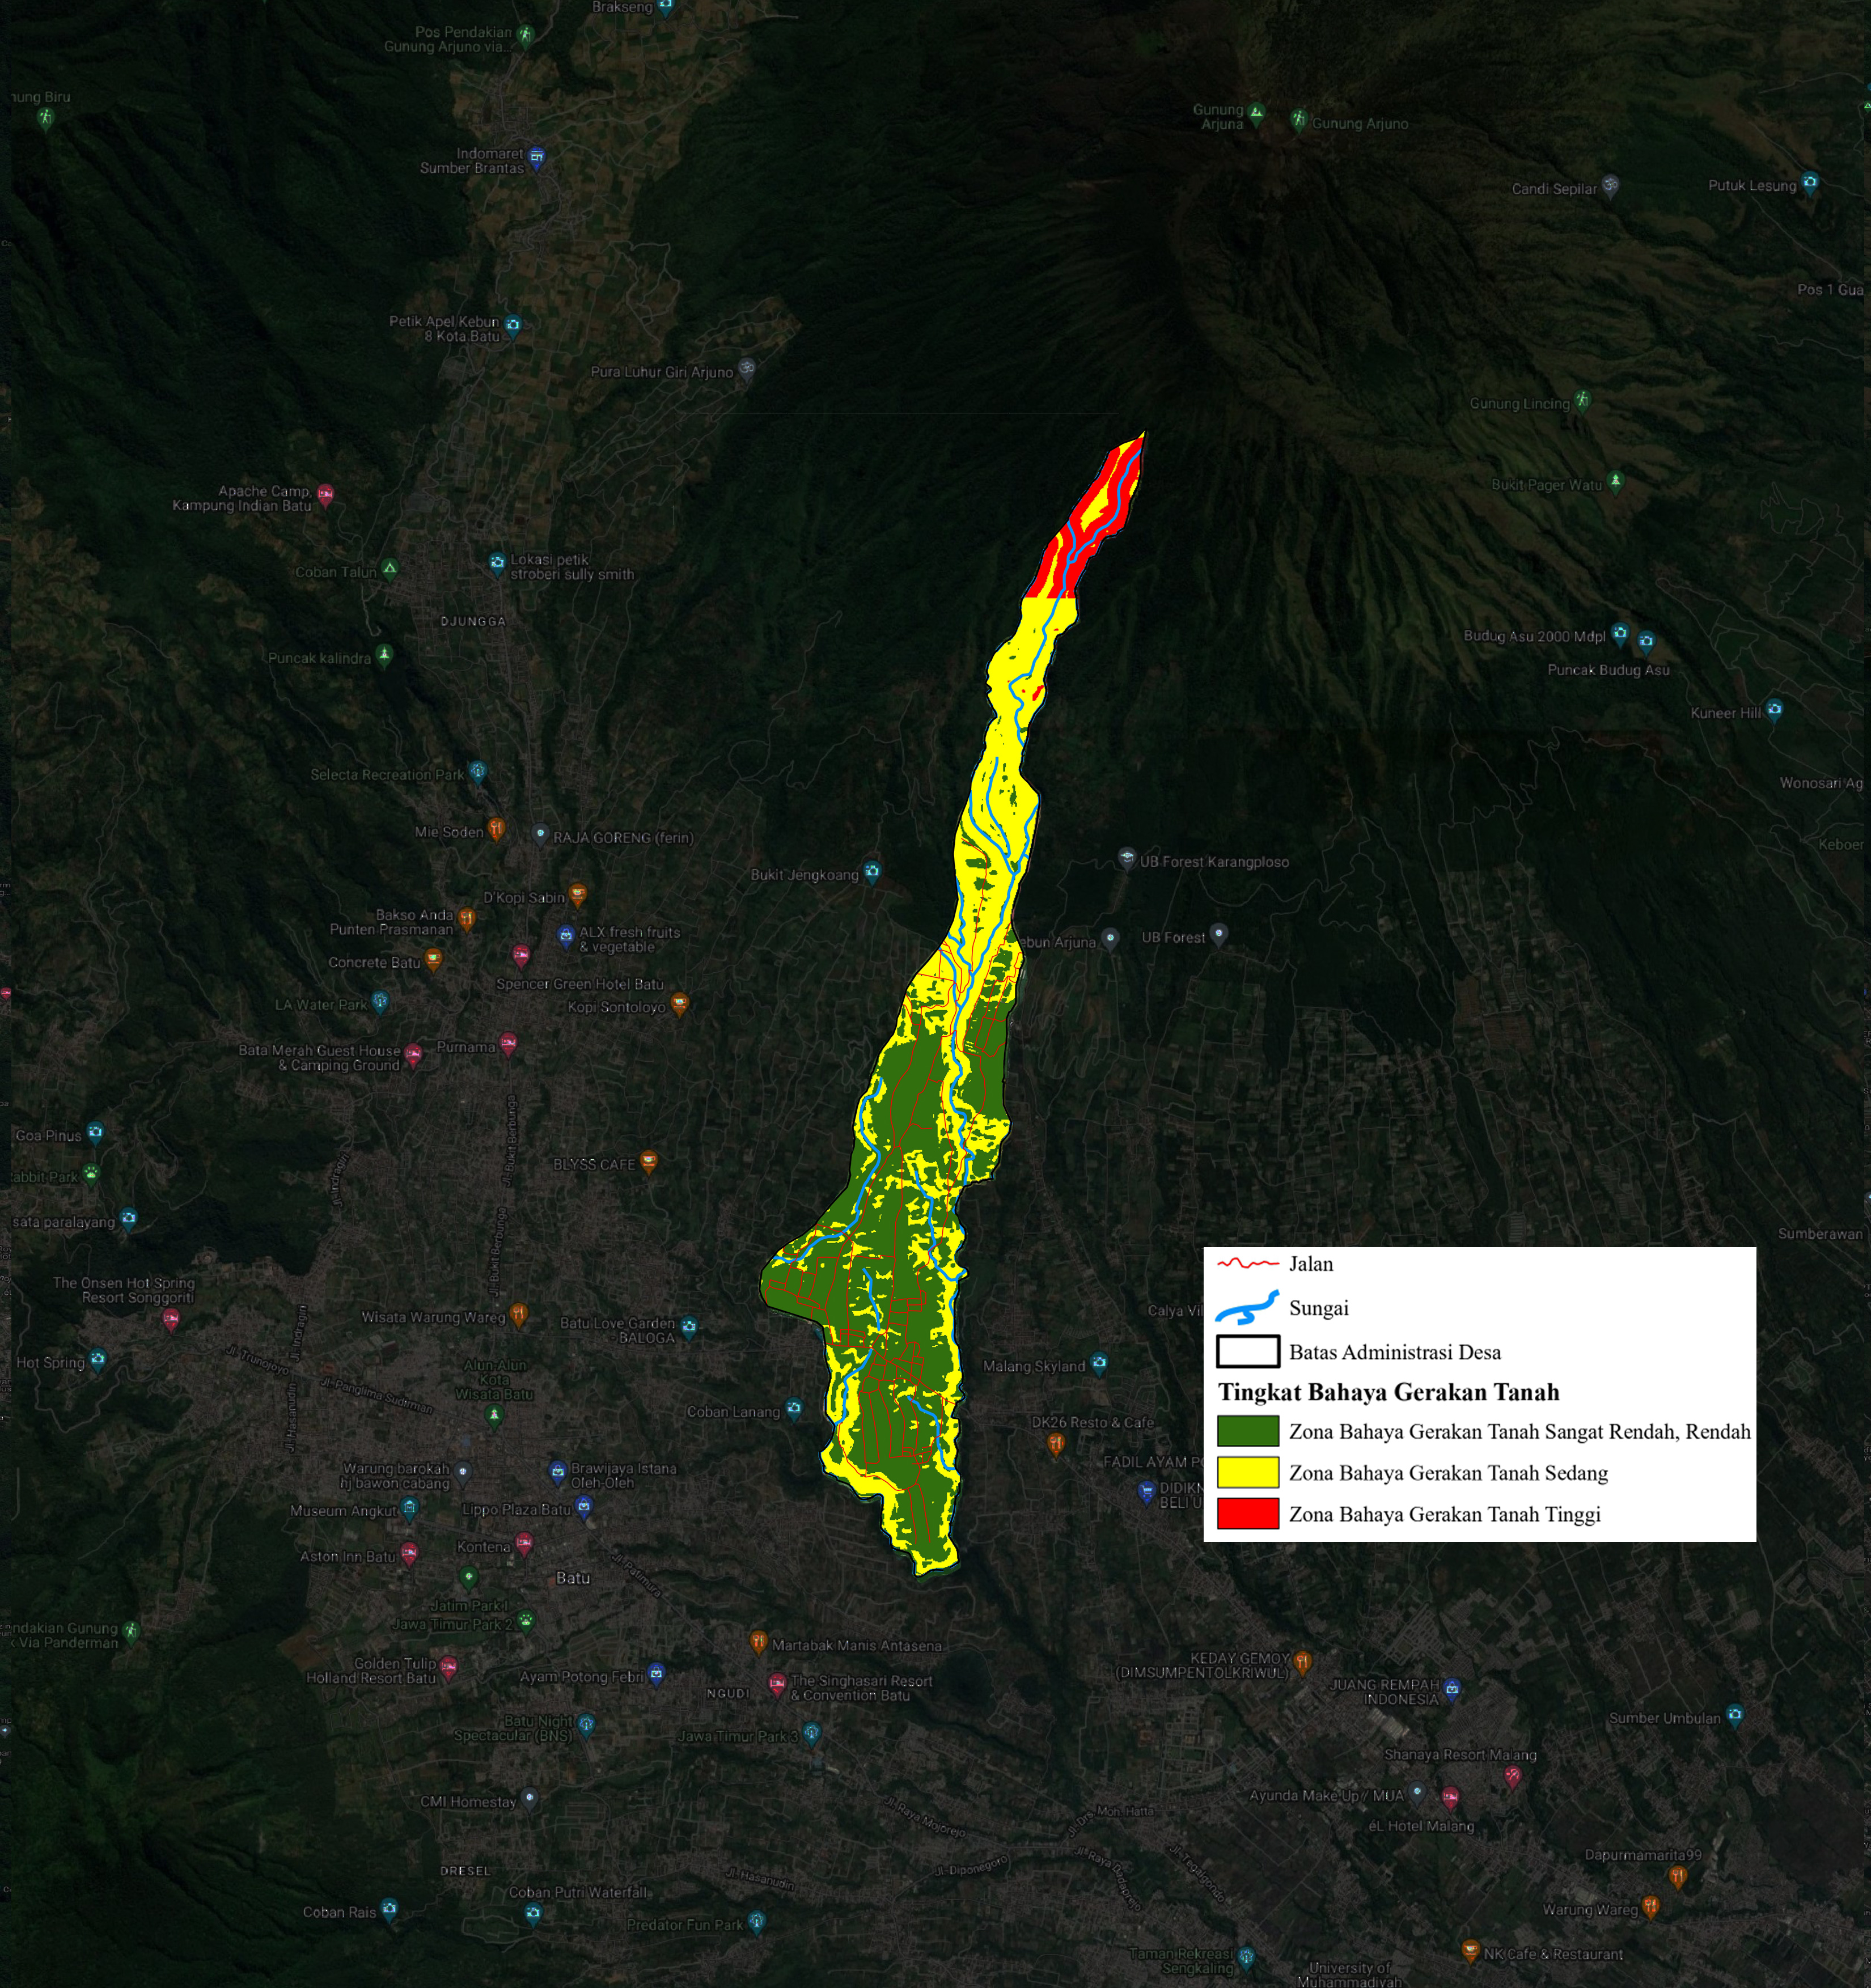 Brakseng
Pos Pendakian
Gunung Arjuno via...
nung Biru
Gunung
Arjuna
Gunung Arjuno
Indomaret
Sumber Brantas
Candi Sepilar
Putuk Lesung
Pos 1 Gua
Petik Apel Kebun
8 Kota Batu
Pura Luhur Giri Arjuno
Gunung Lincing
Apache Camp,
Kampung Indian Batu
Bukit Pager Watu
Coban Talun
Lokasi petik
stroberi sully smith
DJUNGGA
Budug Asu 2000 Mdpl
Puncak kalindra
Puncak Budug Asu
Kuneer Hill
Selecta Recreation Park
Wonosari Ag
Mie Soden
RAJA GORENG (ferin)
Keboer
Bukit Jengkoang
UB Forest Karangploso
D'Kopi Sabin
Bakso Anda
Punten Prasmanan
ALX fresh fruits
& vegetable
ebun Arjuna
UB Forest
Concrete Batu
Spencer Green Hotel Batu
LA Water Park
Kopi Sontoloyo
Bata Merah Guest House
& Camping Ground
Purnama
Jl. Bukit Berbunga
Goa Pinus
Jl. Indragiri
BLYSS CAFE
abbit Park
sata paralayang
Jl. Bukit Berbunga
Sumberawan
The Onsen Hot Spring
Resort Songgoriti
Jl. Indragiri
Wisata Warung Wareg
Batu Love Garden
- BALOGA
Calya Vil
Hot Spring
Jl. Trunojoyo
Alun-Alun
Kota
Wisata Batu
Malang Skyland
Jl. Panglima Sudirman
Jl. Hasanudin
Coban Lanang
DK26 Resto & Cafe
Jalan
Sungai
Batas Administrasi Desa
Tingkat Bahaya Gerakan Tanah
Zona Bahaya Gerakan Tanah Sangat Rendah, Rendah
Zona Bahaya Gerakan Tanah Sedang
Zona Bahaya Gerakan Tanah Tinggi
Warung barokah
hj bawon cabang
Brawijaya Istana
Oleh-Oleh
FADIL AYAM PO
DIDIKN
BELI U
Museum Angkut
Lippo Plaza Batu
Aston Inn Batu
Kontena
Jl. Patimura
Batu
Jatim Park 1
Jawa Timur Park 2
ndakian Gunung
Via Panderman
Martabak Manis Antasena
Golden Tulip
Holland Resort Batu
Ayam Potong Febri
The Singhasari Resort
& Convention Batu
NGUDI
KEDAY GEMOY
(DIMSUMPENTOLKRIWUL)
JUANG REMPAH
INDONESIA
Batu Night
Spectacular (BNS)
Jawa Timur Park 3
Sumber Umbulan
Shanaya Resort Malang
CMI Homestay
Ayunda Make Up / MUA
Jl. Raya Mojorejo
Jl. Drs. Moh. Hatta
éL Hotel Malang
Dapurmamarita99
DRESEL
Jl. Hasanudin
Jl. Diponegoro
Jl. Raya Dadaprejo
Jl. Tegalgondo
Coban Putri Waterfall
Coban Rais
Predator Fun Park
Warung Wareg
Taman Rekreasi
Sengkaling
University of
Muhammadiyah
NK Cafe & Restaurant